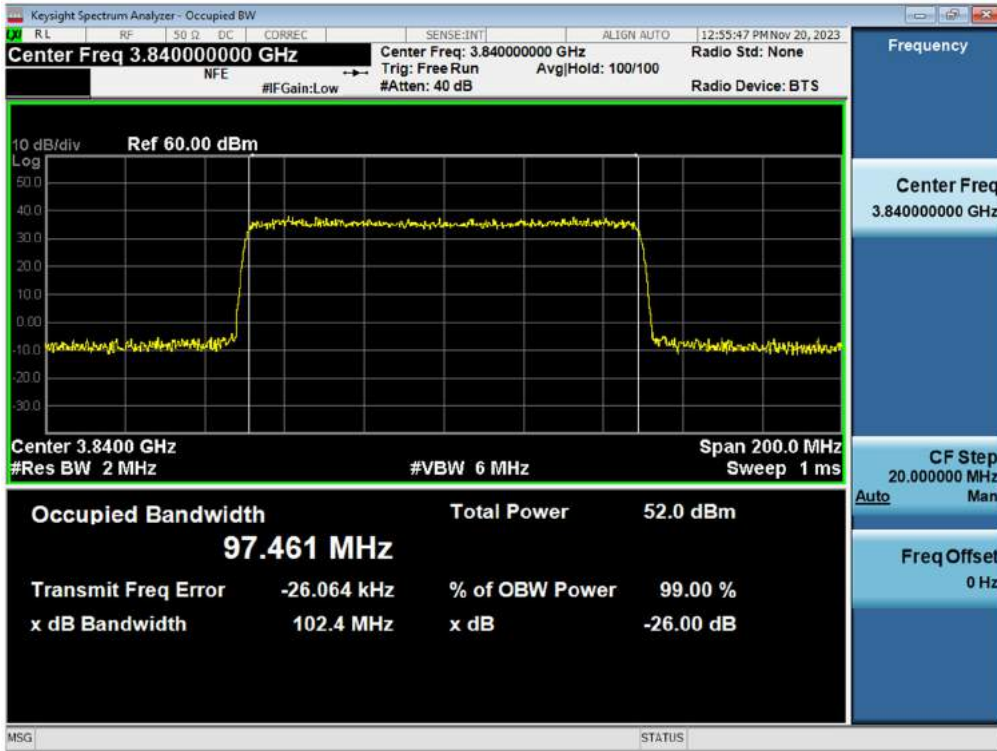 Keysight Spectrum Analyzer - Occupied BW
LXI RL RF 50 Ω DC CORREC SENSE:INT ALIGN AUTO 12:55:47 PM Nov 20, 2023
Center Freq 3.840000000 GHz
NFE
#IFGain:Low
Center Freq: 3.840000000 GHz
Trig: Free Run Avg|Hold: 100/100
#Atten: 40 dB
Radio Std: None
Radio Device: BTS
10 dB/div Ref 60.00 dBm
Log
50.0
40.0
30.0
20.0
10.0
0.00
-10.0
-20.0
-30.0
Center 3.8400 GHz Span 200.0 MHz
#Res BW 2 MHz #VBW 6 MHz Sweep 1 ms
Occupied Bandwidth Total Power 52.0 dBm
97.461 MHz
Transmit Freq Error -26.064 kHz % of OBW Power 99.00 %
x dB Bandwidth 102.4 MHz x dB -26.00 dB
MSG STATUS
Frequency
Center Freq
3.840000000 GHz
CF Step
20.000000 MHz
Auto Man
Freq Offset
0 Hz